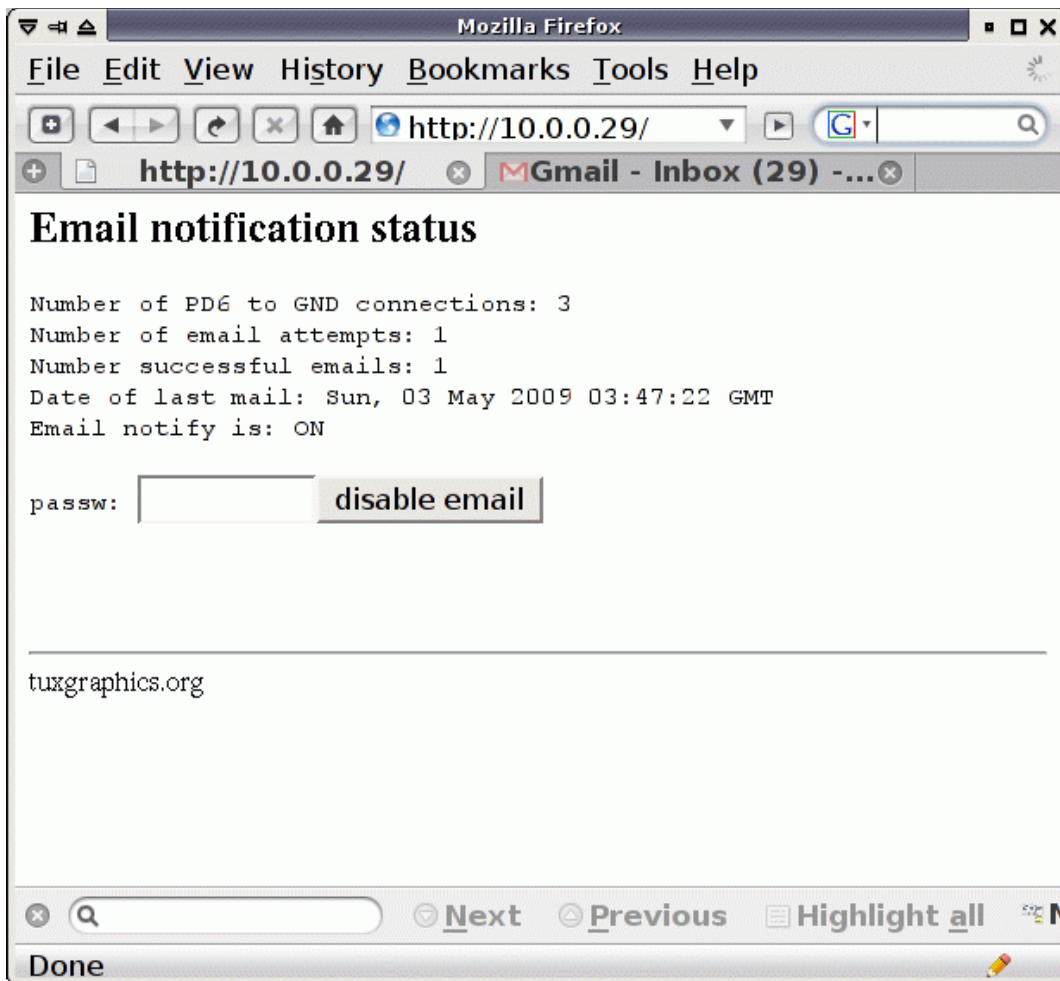 Mozilla Firefox
File Edit View History Bookmarks Tools Help
http://10.0.0.29/ G
http://10.0.0.29/ Gmail - Inbox (29) -...
Email notification status
Number of PD6 to GND connections: 3
Number of email attempts: 1
Number successful emails: 1
Date of last mail: Sun, 03 May 2009 03:47:22 GMT
Email notify is: ON
passw: disable email
tuxgraphics.org
Next Previous Highlight all
Done